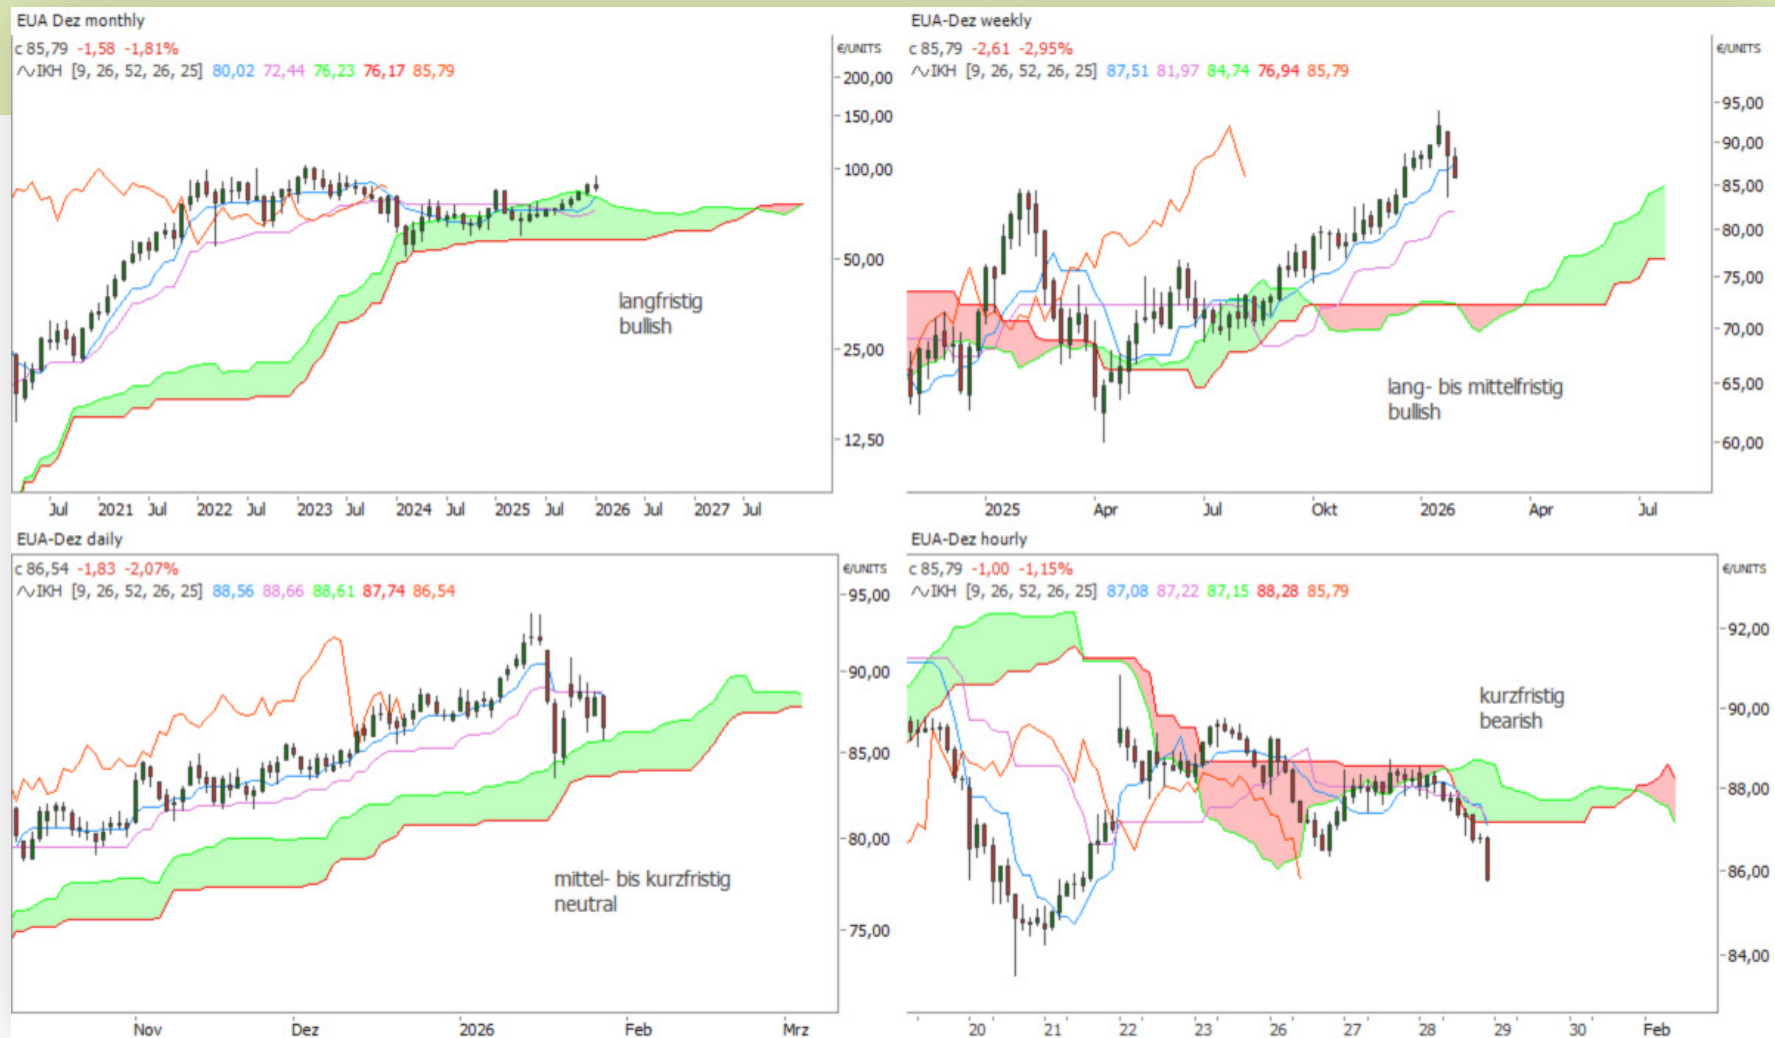 EUA Dez monthly
c 85,79 -1,58 -1,81%
IKH [9, 26, 52, 26, 25] 80,02 72,44 76,23 76,17 85,79
€/UNITS
200,00
150,00
100,00
50,00
25,00
12,50
langfristig
bullish
Jul 2021 Jul 2022 Jul 2023 Jul 2024 Jul 2025 Jul 2026 Jul 2027 Jul
EUA-Dez weekly
c 85,79 -2,61 -2,95%
IKH [9, 26, 52, 26, 25] 87,51 81,97 84,74 76,94 85,79
€/UNITS
95,00
90,00
85,00
80,00
75,00
70,00
65,00
60,00
lang- bis mittelfristig
bullish
2025 Apr Jul Okt 2026 Apr Jul
EUA-Dez daily
c 86,54 -1,83 -2,07%
IKH [9, 26, 52, 26, 25] 88,56 88,66 88,61 87,74 86,54
€/UNITS
95,00
90,00
85,00
80,00
75,00
mittel- bis kurzfristig
neutral
Nov Dez 2026 Feb Mrz
EUA-Dez hourly
c 85,79 -1,00 -1,15%
IKH [9, 26, 52, 26, 25] 87,08 87,22 87,15 88,28 85,79
€/UNITS
92,00
90,00
88,00
86,00
84,00
kurzfristig
bearish
20 21 22 23 26 27 28 29 30 Feb